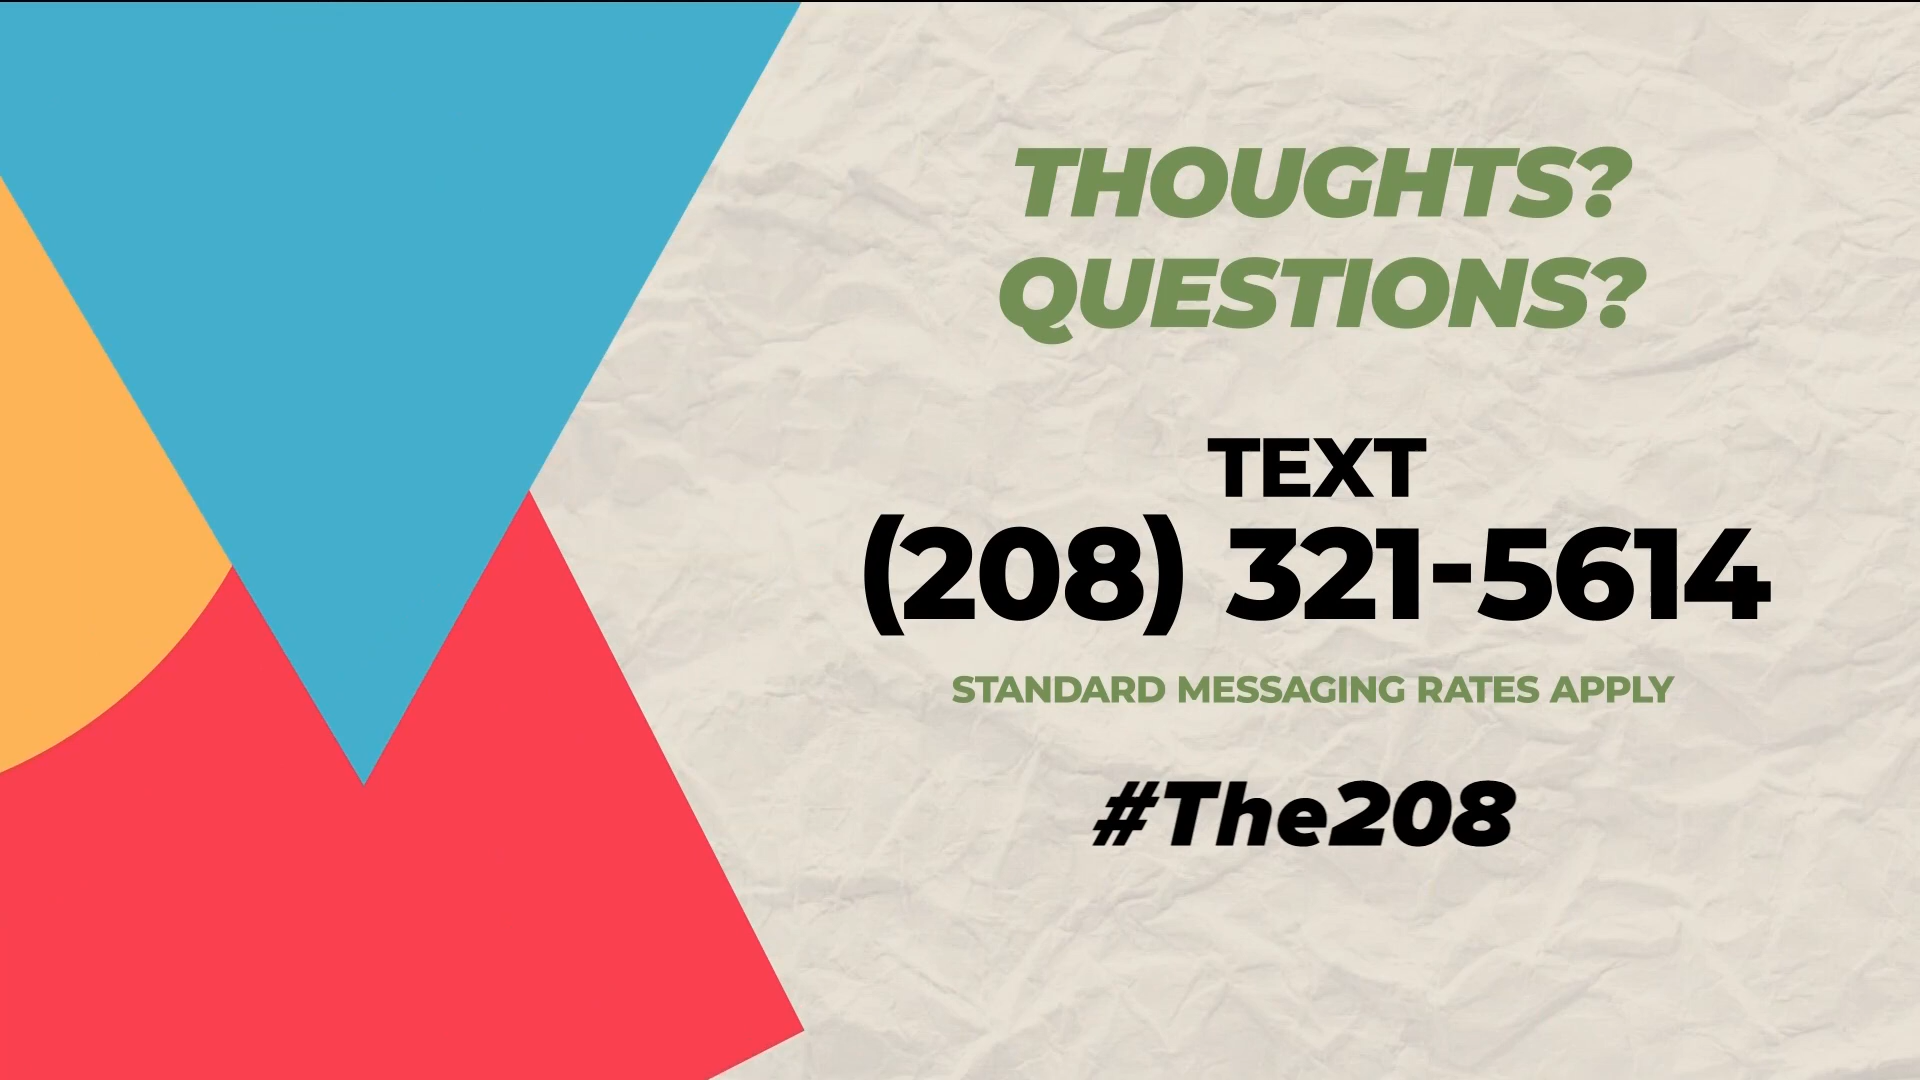 THOUGHTS?
QUESTIONS?
TEXT
(208) 321-5614
STANDARD MESSAGING RATES APPLY
#The208